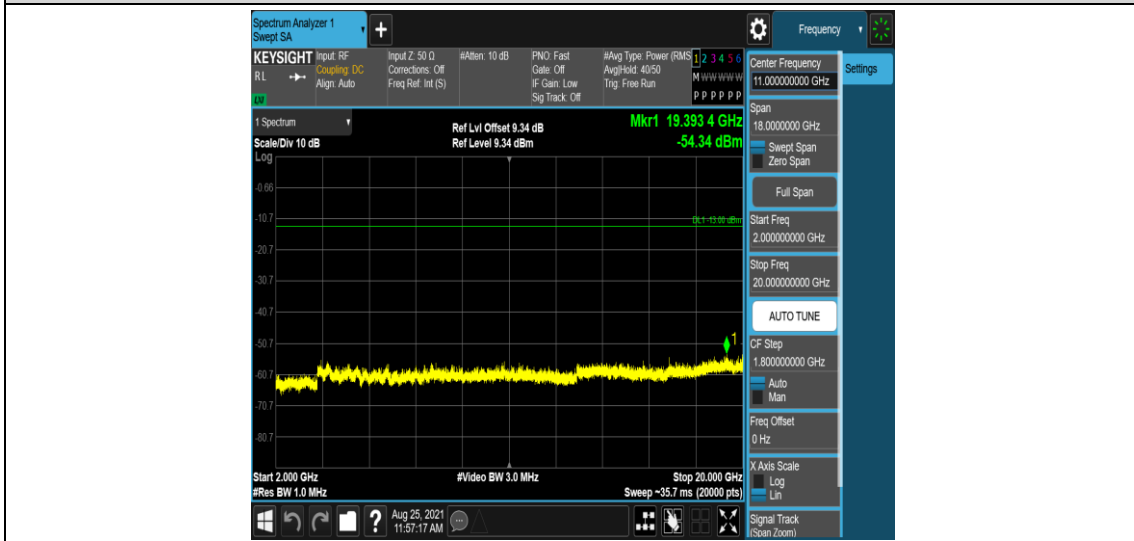 Spectrum Analyzer 1
Swept SA
+
Frequency
KEYSIGHT
RL
Input: RF
Coupling: DC
Align: Auto
Input Z: 50 Ω
Corrections: Off
Freq Ref: Int (S)
#Atten: 10 dB
PNO: Fast
Gate: Off
IF Gain: Low
Sig Track: Off
#Avg Type: Power (RMS
Avg|Hold: 40/50
Trig: Free Run
1 2 3 4 5 6
M W W W W W
P P P P P P
1 Spectrum
Scale/Div 10 dB
Log
Ref Lvl Offset 9.34 dB
Ref Level 9.34 dBm
Mkr1 19.393 4 GHz
-54.34 dBm
-0.66
-10.7
DL1 -13.00 dBm
-20.7
-30.7
-40.7
-50.7
1
-60.7
-70.7
-80.7
Start 2.000 GHz
#Res BW 1.0 MHz
#Video BW 3.0 MHz
Stop 20.000 GHz
Sweep ~35.7 ms (20000 pts)
Center Frequency
11.000000000 GHz
Settings
Span
18.0000000 GHz
Swept Span
Zero Span
Full Span
Start Freq
2.000000000 GHz
Stop Freq
20.000000000 GHz
AUTO TUNE
CF Step
1.800000000 GHz
Auto
Man
Freq Offset
0 Hz
X Axis Scale
Log
Lin
Signal Track
(Span Zoom)
?
Aug 25, 2021
11:57:17 AM